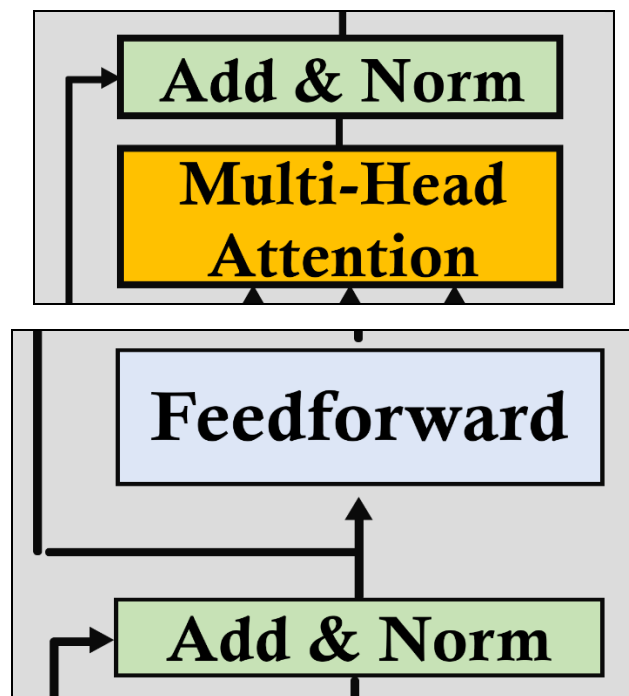 Add & Norm
Multi-Head
Attention
Feedforward
Add & Norm